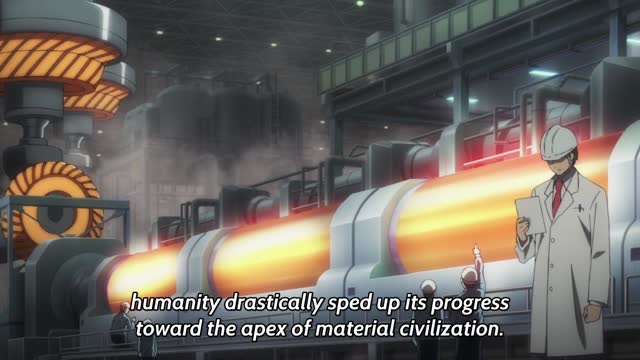 humanity drastically sped up its progress
toward the apex of material civilization.